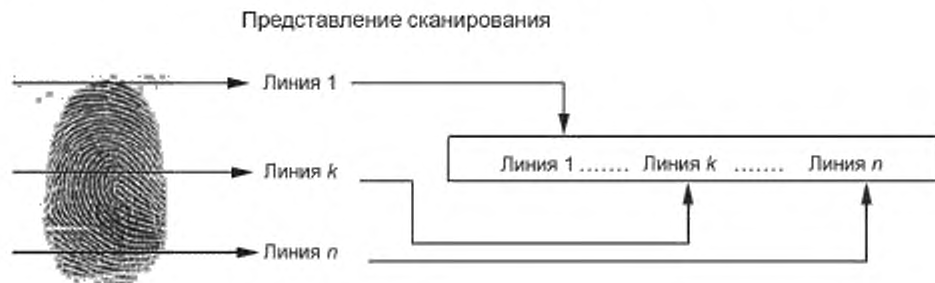 Представление сканирования
Линия 1
Линия k
Линия n
Линия 1 ....... Линия k ....... Линия n